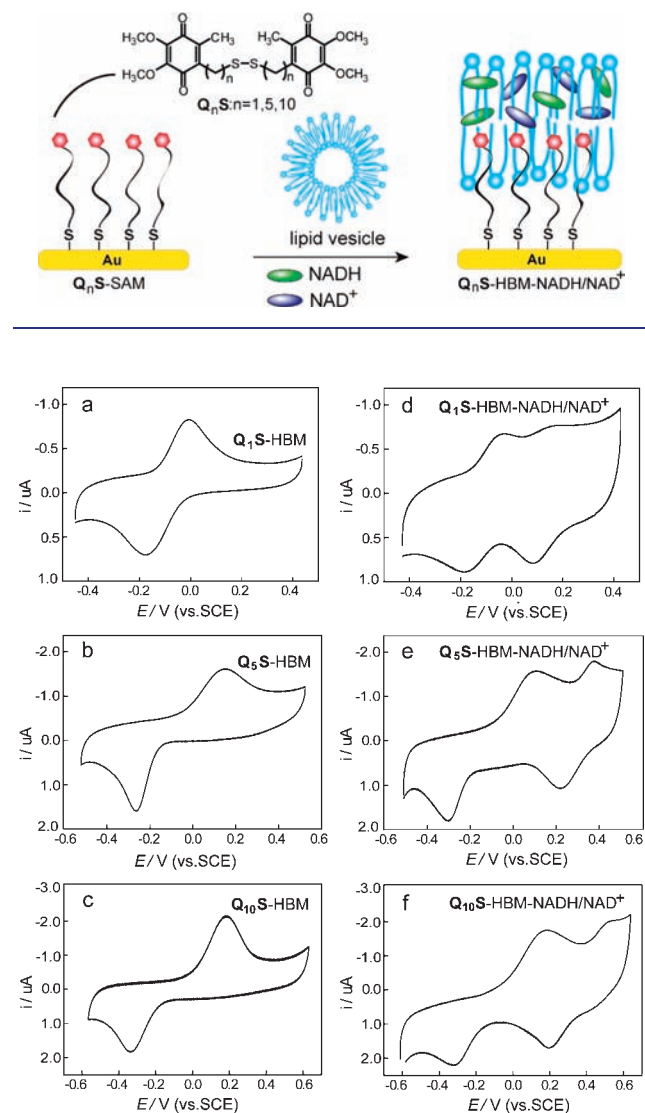 O
O
H₃CO
CH₃
H₃C
OCH₃
H₃CO
S–S
OCH₃
n
n
O
O
QₙS:n=1,5,10
S S S S
Au
QₙS-SAM
lipid vesicle
NADH
NAD⁺
S S S S
Au
QₙS-HBM-NADH/NAD⁺
a
Q₁S-HBM
-1.0
-0.5
0.0
0.5
1.0
i / uA
-0.4 -0.2 0.0 0.2 0.4
E/ V (vs.SCE)
d
Q₁S-HBM-NADH/NAD⁺
-1.0
-0.5
0.0
0.5
1.0
i / uA
-0.4 -0.2 0.0 0.2 0.4
E/ V (vs.SCE)
b
Q₅S-HBM
-2.0
-1.0
0.0
1.0
2.0
i / uA
-0.6 -0.4 -0.2 0.0 0.2 0.4 0.6
E/ V (vs.SCE)
e
Q₅S-HBM-NADH/NAD⁺
-2.0
-1.0
0.0
1.0
2.0
i / uA
-0.6 -0.4 -0.2 0.0 0.2 0.4 0.6
E/ V (vs.SCE)
c
Q₁₀S-HBM
-3.0
-2.0
-1.0
0.0
1.0
2.0
i / uA
-0.6 -0.4 -0.2 0.0 0.2 0.4 0.6
E/ V (vs.SCE)
f
Q₁₀S-HBM-NADH/NAD⁺
-3.0
-2.0
-1.0
0.0
1.0
2.0
i / uA
-0.6 -0.4 -0.2 0.0 0.2 0.4 0.6
E/ V (vs.SCE)